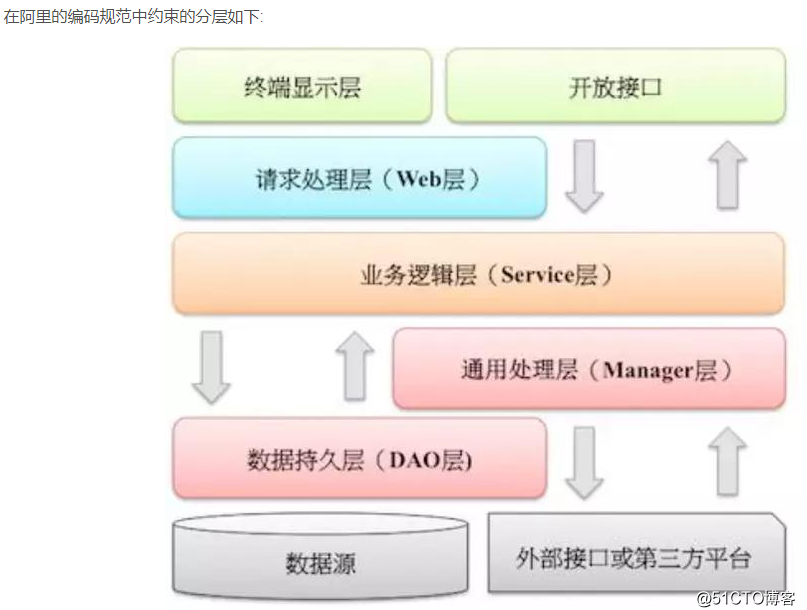 在阿里的编码规范中约束的分层如下:
终端显示层
开放接口
请求处理层（Web层）
业务逻辑层（Service层）
通用处理层（Manager层）
数据持久层（DAO层)
数据源
外部接口或第三方平台
@51CTO博客